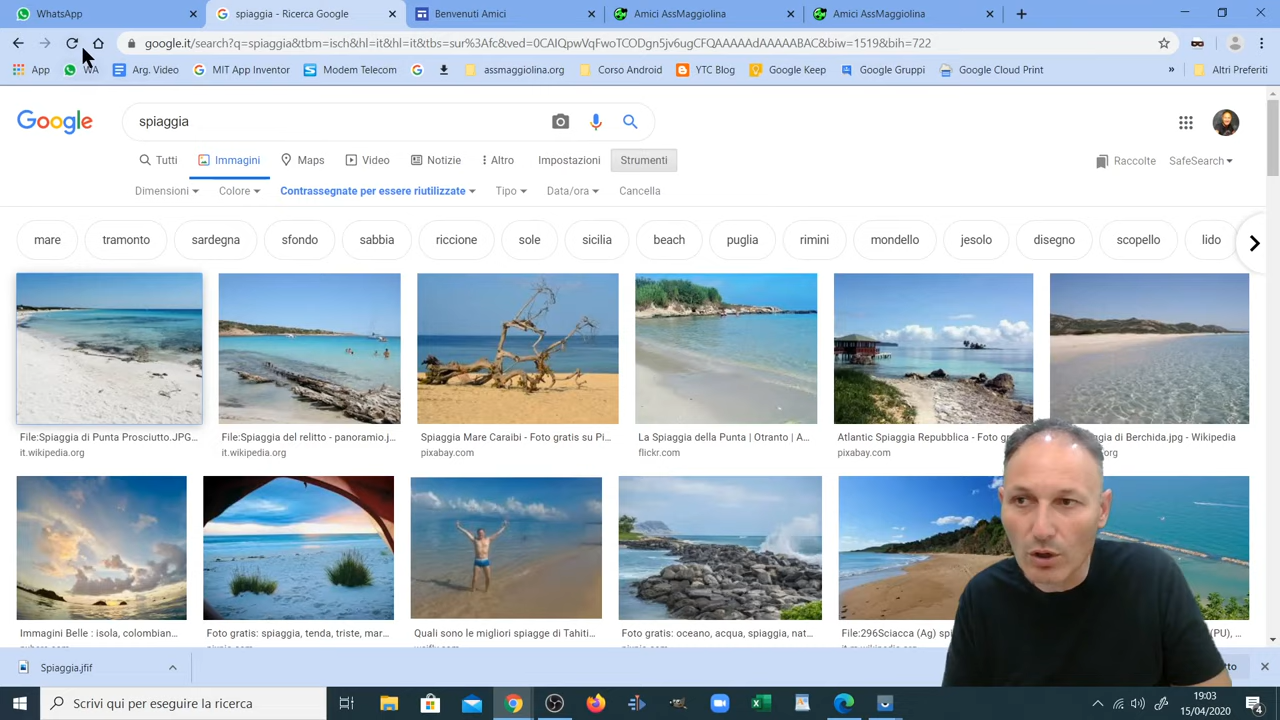 WhatsApp
spiaggia - Ricerca Google
Strumenti Avanti
Amici AssMaggiolina
Amici AssMaggiolina
google.it/search?q=spiaggia&tbm=isch&hl=it&hl=it&tbs=sur%3Afc&ved=0CAIQpwVqFwoTCODgn5jv6ugCFQAAAAAdAAAAABAC&biw=1519&bih=722
App
WA
Arg. Video
MIT App Inventor
Modem Telecom
G
assmaggiolina.org
Corso Android
YTC Blog
Google Keep
Google Gruppi
Google Cloud Print
Altri Preferiti
Google
spiaggia
Tutti
Immagini
Maps
Video
Notizie
Altro
Impostazioni
Strumenti
Raccolte
SafeSearch
Dimensioni
Colore
Contrassegnate per essere riutilizzate
Tipo
Data/ora
Cancella
mare
tramonto
sardegna
sfondo
sabbia
riccione
sole
sicilia
beach
puglia
rimini
mondello
jesolo
disegno
scopello
lido
File:Spiaggia di Punta Prosciutto.JPG...
it.wikipedia.org
File:Spiaggia del relitto - panoramio.j...
it.wikipedia.org
Spiaggia Mare Caraibi - Foto gratis su Pi...
pixabay.com
La Spiaggia della Punta | Otranto | A...
flickr.com
Atlantic Spiaggia Repubblica - Foto g
pixabay.com
ggia di Berchida.jpg - Wikipedia
org
Immagini Belle : isola, colombian...
Foto gratis: spiaggia, tenda, triste, mar...
Quali sono le migliori spiagge di Tahiti...
Foto gratis: oceano, acqua, spiaggia, nat...
File:296Sciacca (Ag) spi
(PU), ...
Spiaggia.jfif
tto
Scrivi qui per eseguire la ricerca
19:03
15/04/2020
4